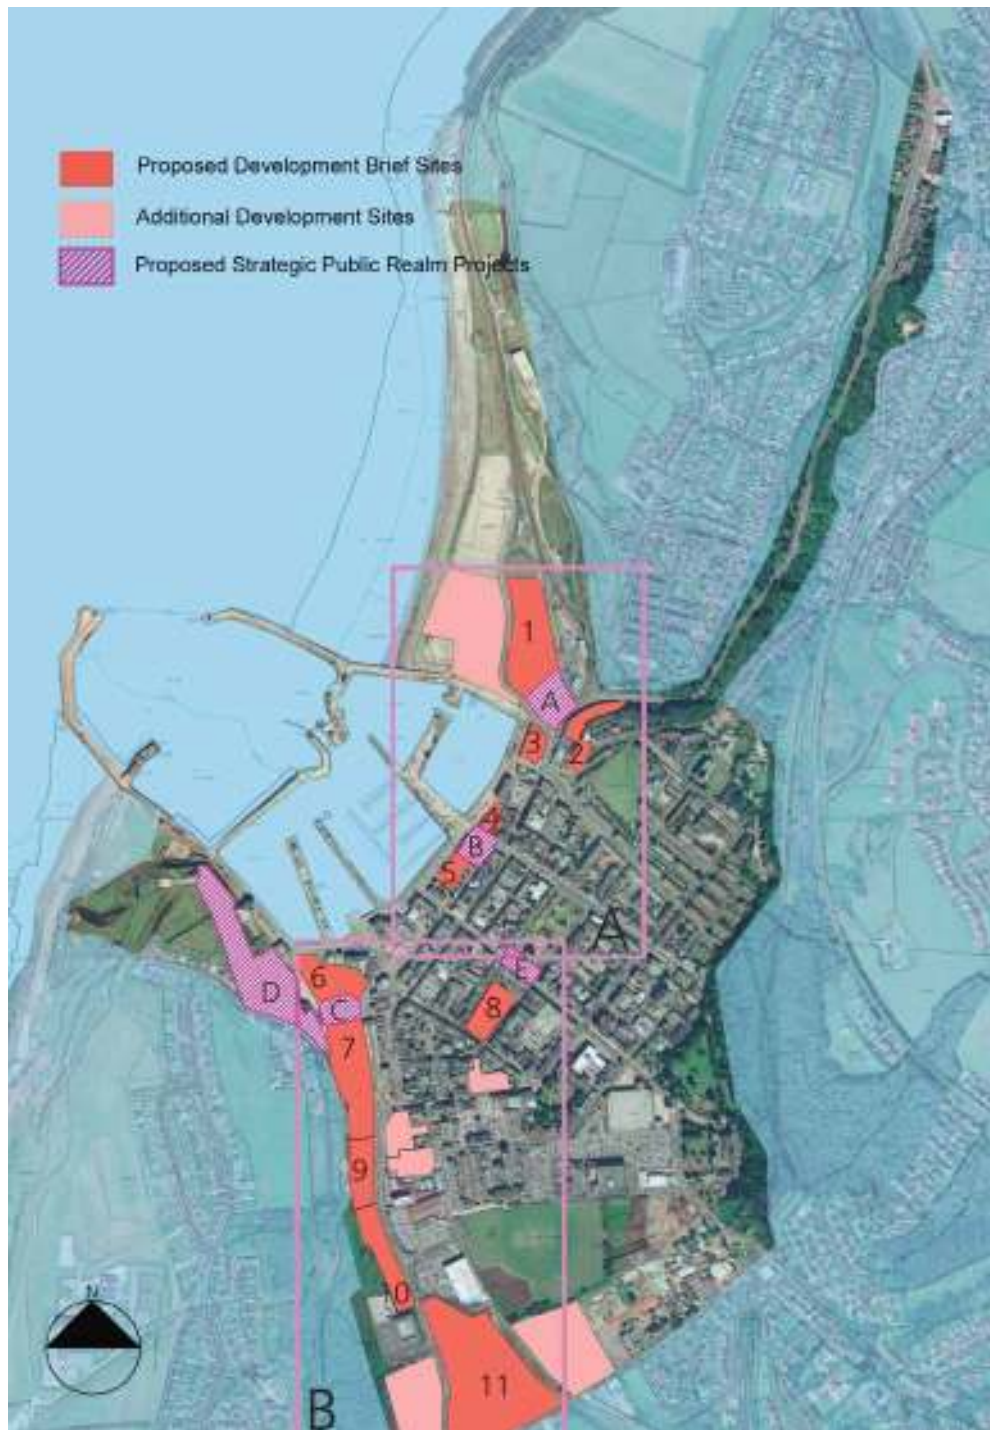 Proposed Development Brief Sites
Additional Development Sites
Proposed Strategic Public Realm Projects
1
A
3
2
4
B
5
A
E
6
D
C
8
7
9
N
10
11
B